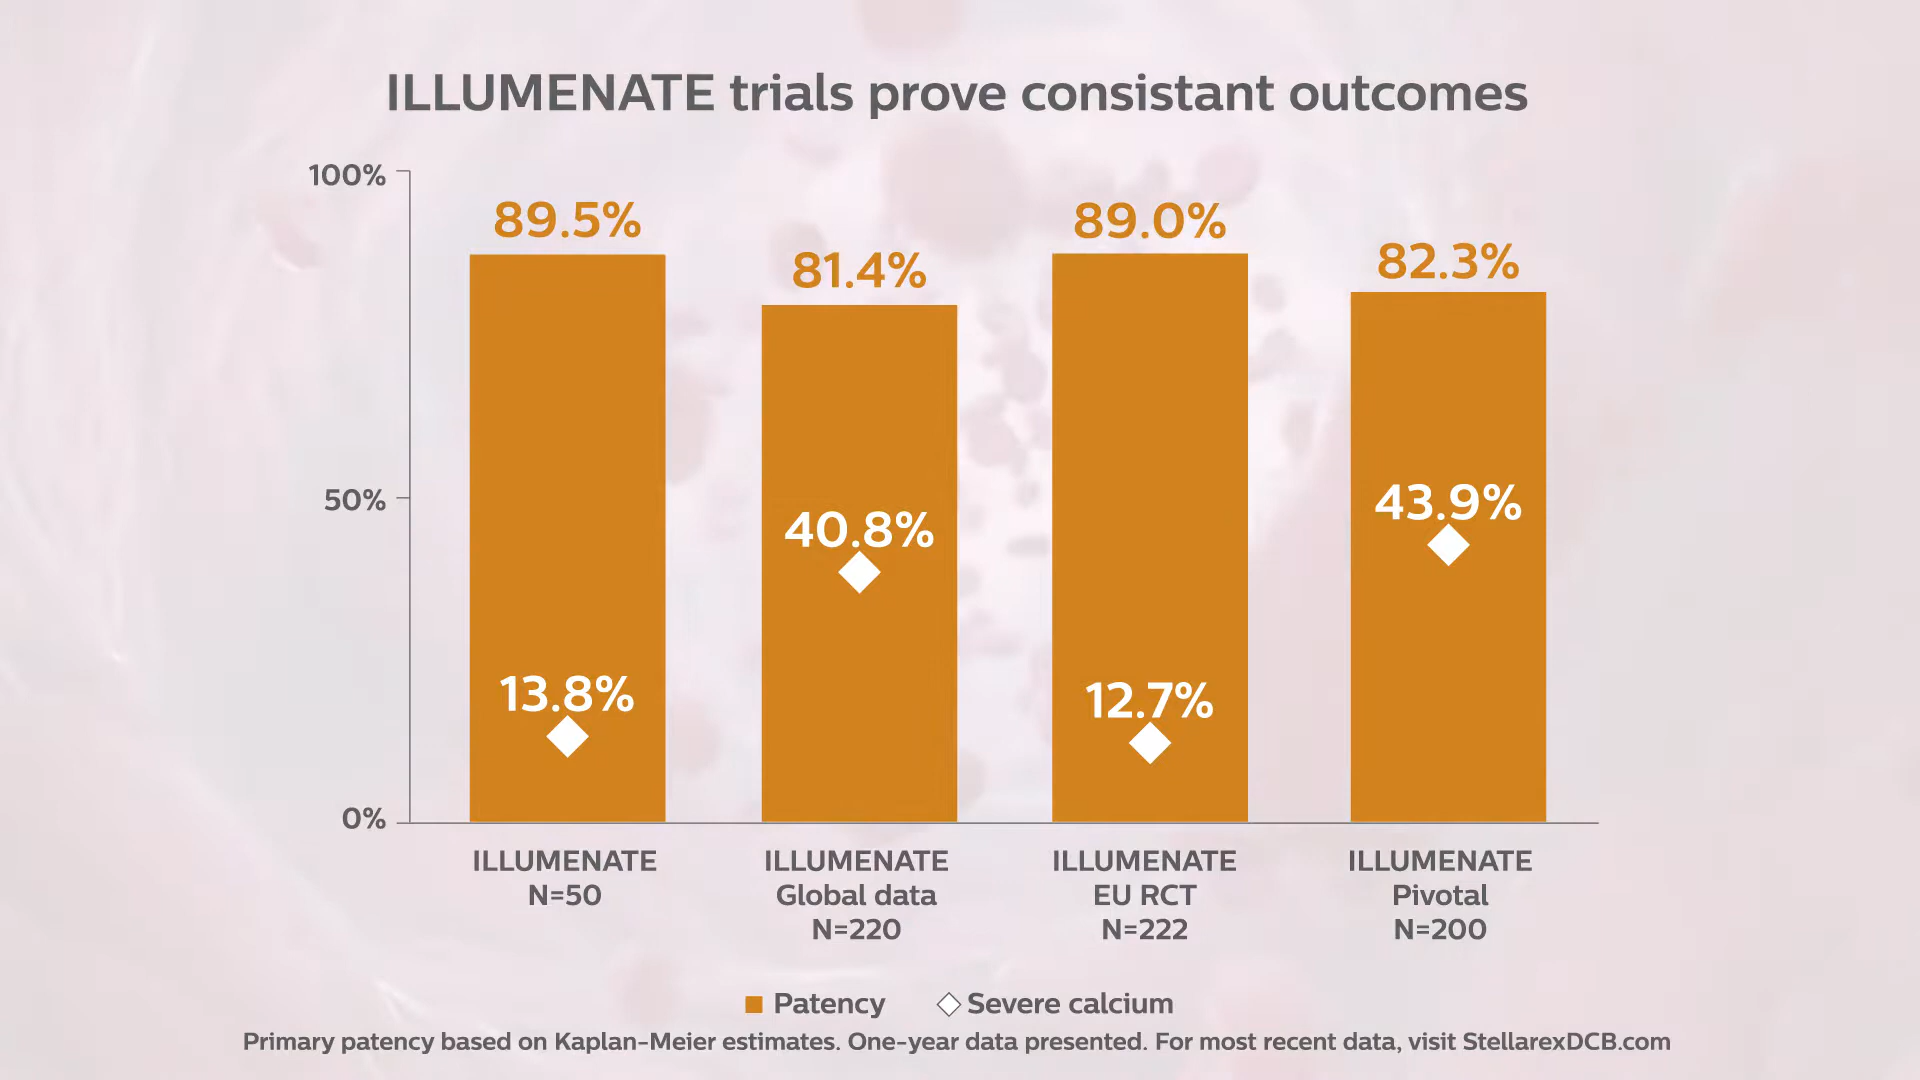 ILLUMENATE trials prove consistant outcomes
100%
50%
0%
89.5%
81.4%
89.0%
82.3%
13.8%
40.8%
12.7%
43.9%
ILLUMENATE
N=50
ILLUMENATE
Global data
N=220
ILLUMENATE
EU RCT
N=222
ILLUMENATE
Pivotal
N=200
Patency
Severe calcium
Primary patency based on Kaplan-Meier estimates. One-year data presented. For most recent data, visit StellarexDCB.com